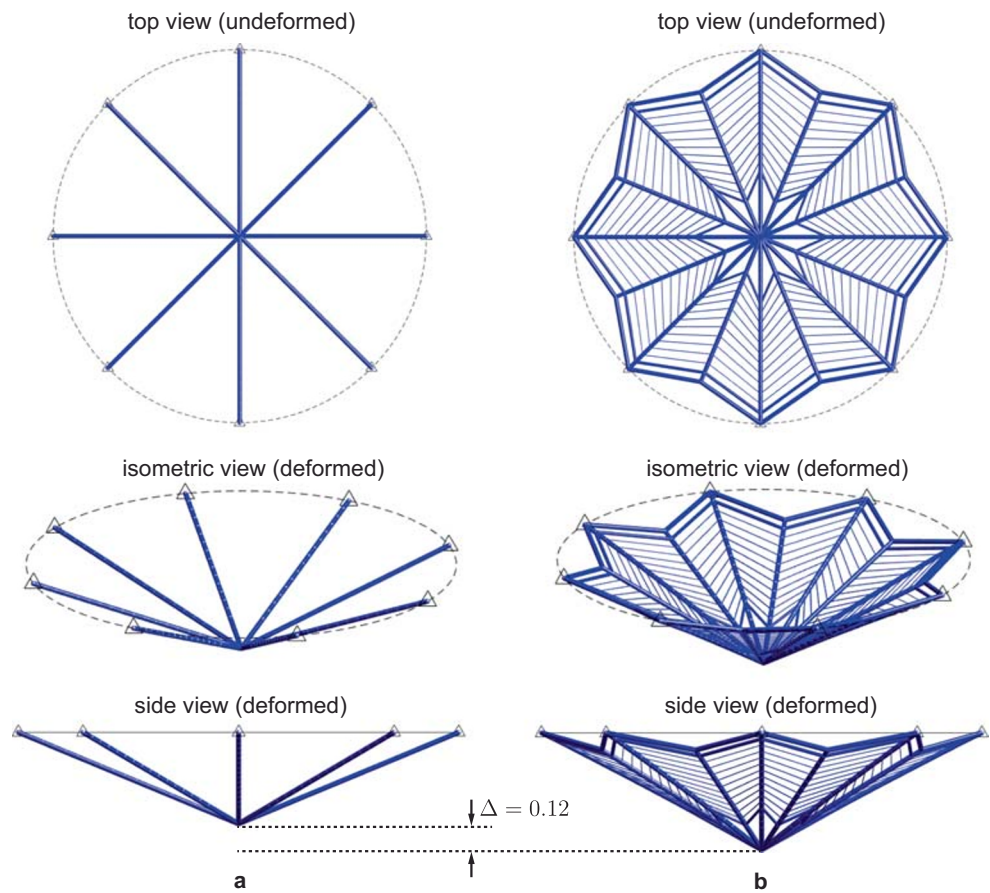 top view (undeformed)
top view (undeformed)
isometric view (deformed)
isometric view (deformed)
side view (deformed)
side view (deformed)
Δ = 0.12
a
b